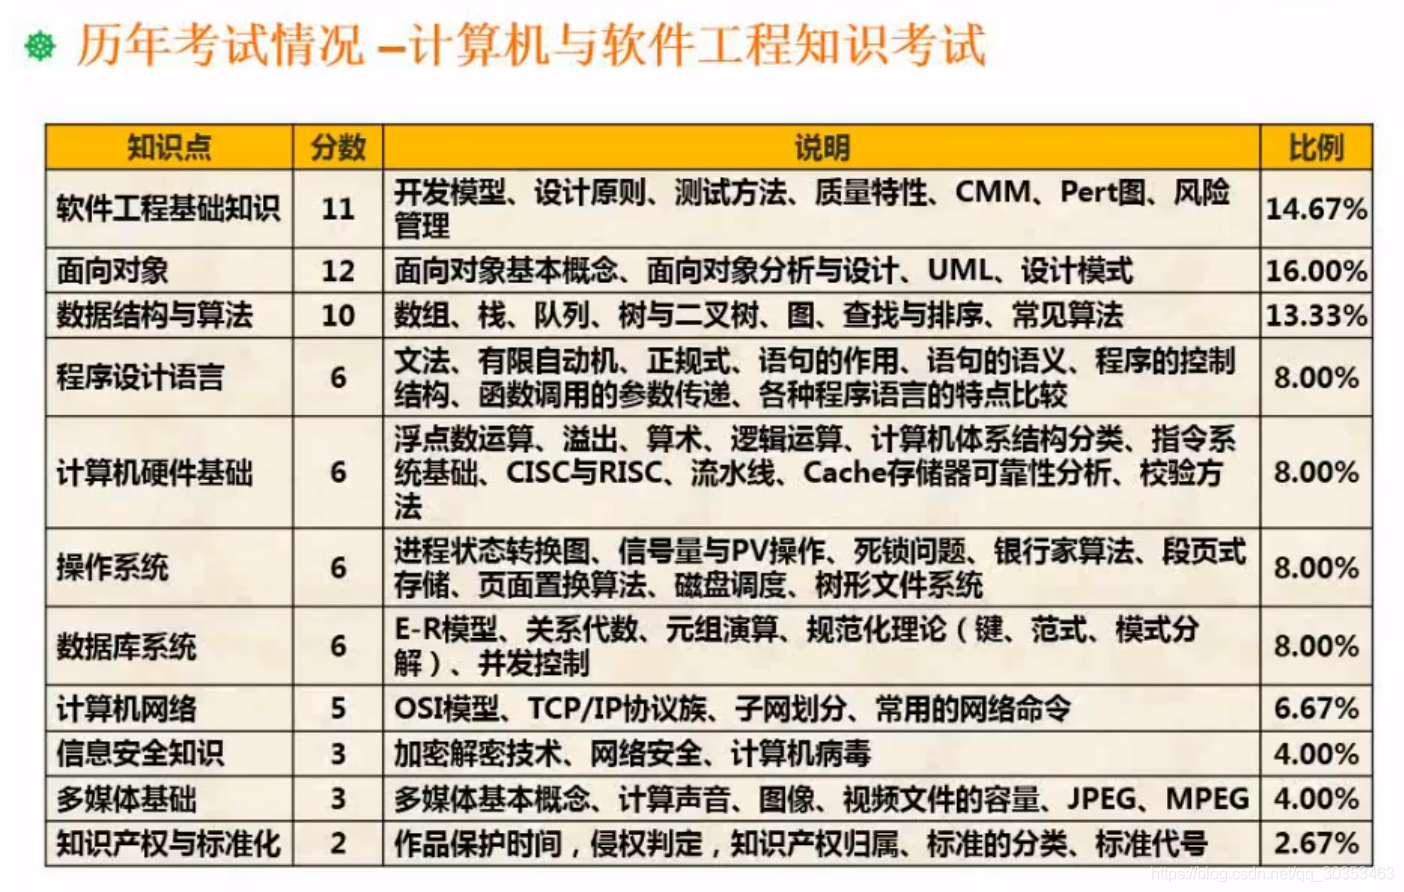 历年考试情况 –计算机与软件工程知识考试
知识点 分数 说明 比例
软件工程基础知识 11 开发模型、设计原则、测试方法、质量特性、CMM、Pert图、风险
管理 14.67%
面向对象 12 面向对象基本概念、面向对象分析与设计、UML、设计模式 16.00%
数据结构与算法 10 数组、栈、队列、树与二叉树、图、查找与排序、常见算法 13.33%
程序设计语言 6 文法、有限自动机、正规式、语句的作用、语句的语义、程序的控制
结构、函数调用的参数传递、各种程序语言的特点比较 8.00%
计算机硬件基础 6 浮点数运算、溢出、算术、逻辑运算、计算机体系结构分类、指令系
统基础、CISC与RISC、流水线、Cache存储器可靠性分析、校验方
法 8.00%
操作系统 6 进程状态转换图、信号量与PV操作、死锁问题、银行家算法、段页式
存储、页面置换算法、磁盘调度、树形文件系统 8.00%
数据库系统 6 E-R模型、关系代数、元组演算、规范化理论（键、范式、模式分
解）、并发控制 8.00%
计算机网络 5 OSI模型、TCP/IP协议族、子网划分、常用的网络命令 6.67%
信息安全知识 3 加密解密技术、网络安全、计算机病毒 4.00%
多媒体基础 3 多媒体基本概念、计算声音、图像、视频文件的容量、JPEG、MPEG 4.00%
知识产权与标准化 2 作品保护时间，侵权判定，知识产权归属、标准的分类、标准代号 2.67%
https://blog.csdn.net/qq_30353463